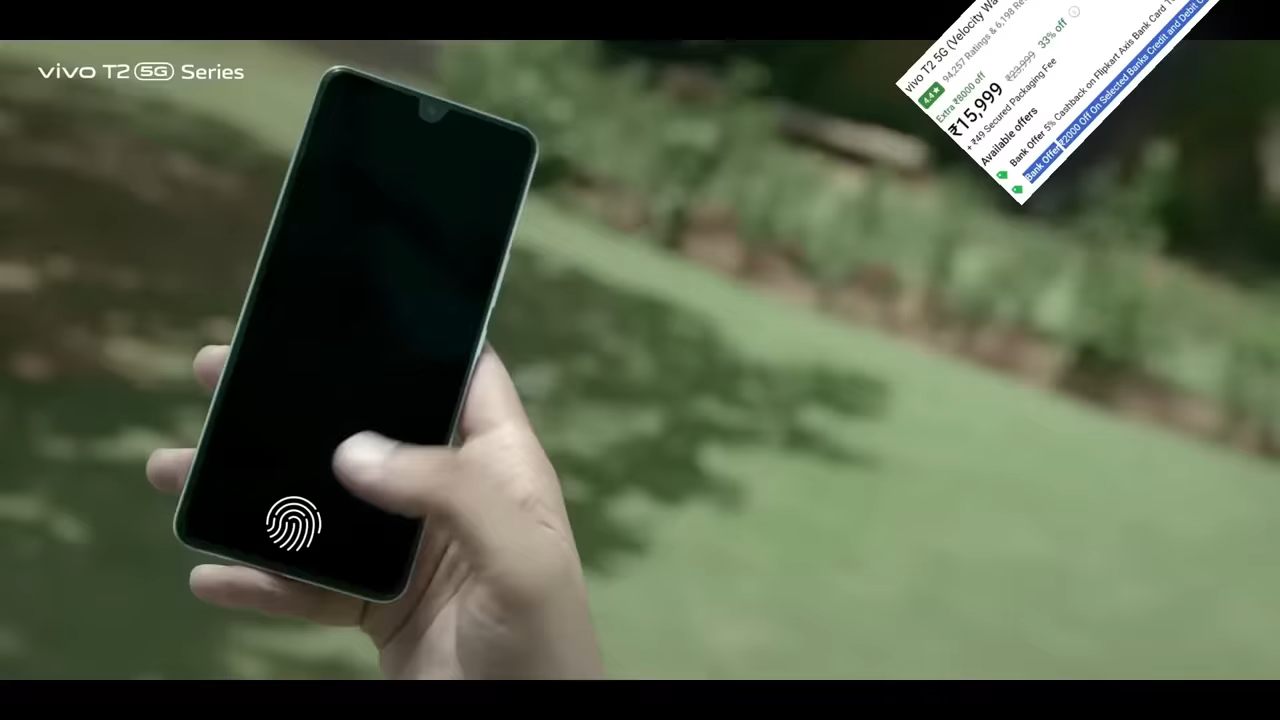 vivo T2 5G Series
vivo T2 5G (Velocity
4.4★ 94,257 Ratings & 6,198
Extra ₹8000 off
₹15,999 ₹23,999 33% off
+ ₹49 Secured Packaging Fee
Available offers
Bank Offer 5% Cashback on Flipkart Axis Bank Card
Bank Offer ₹2000 Off On Selected Banks Credit and Debit